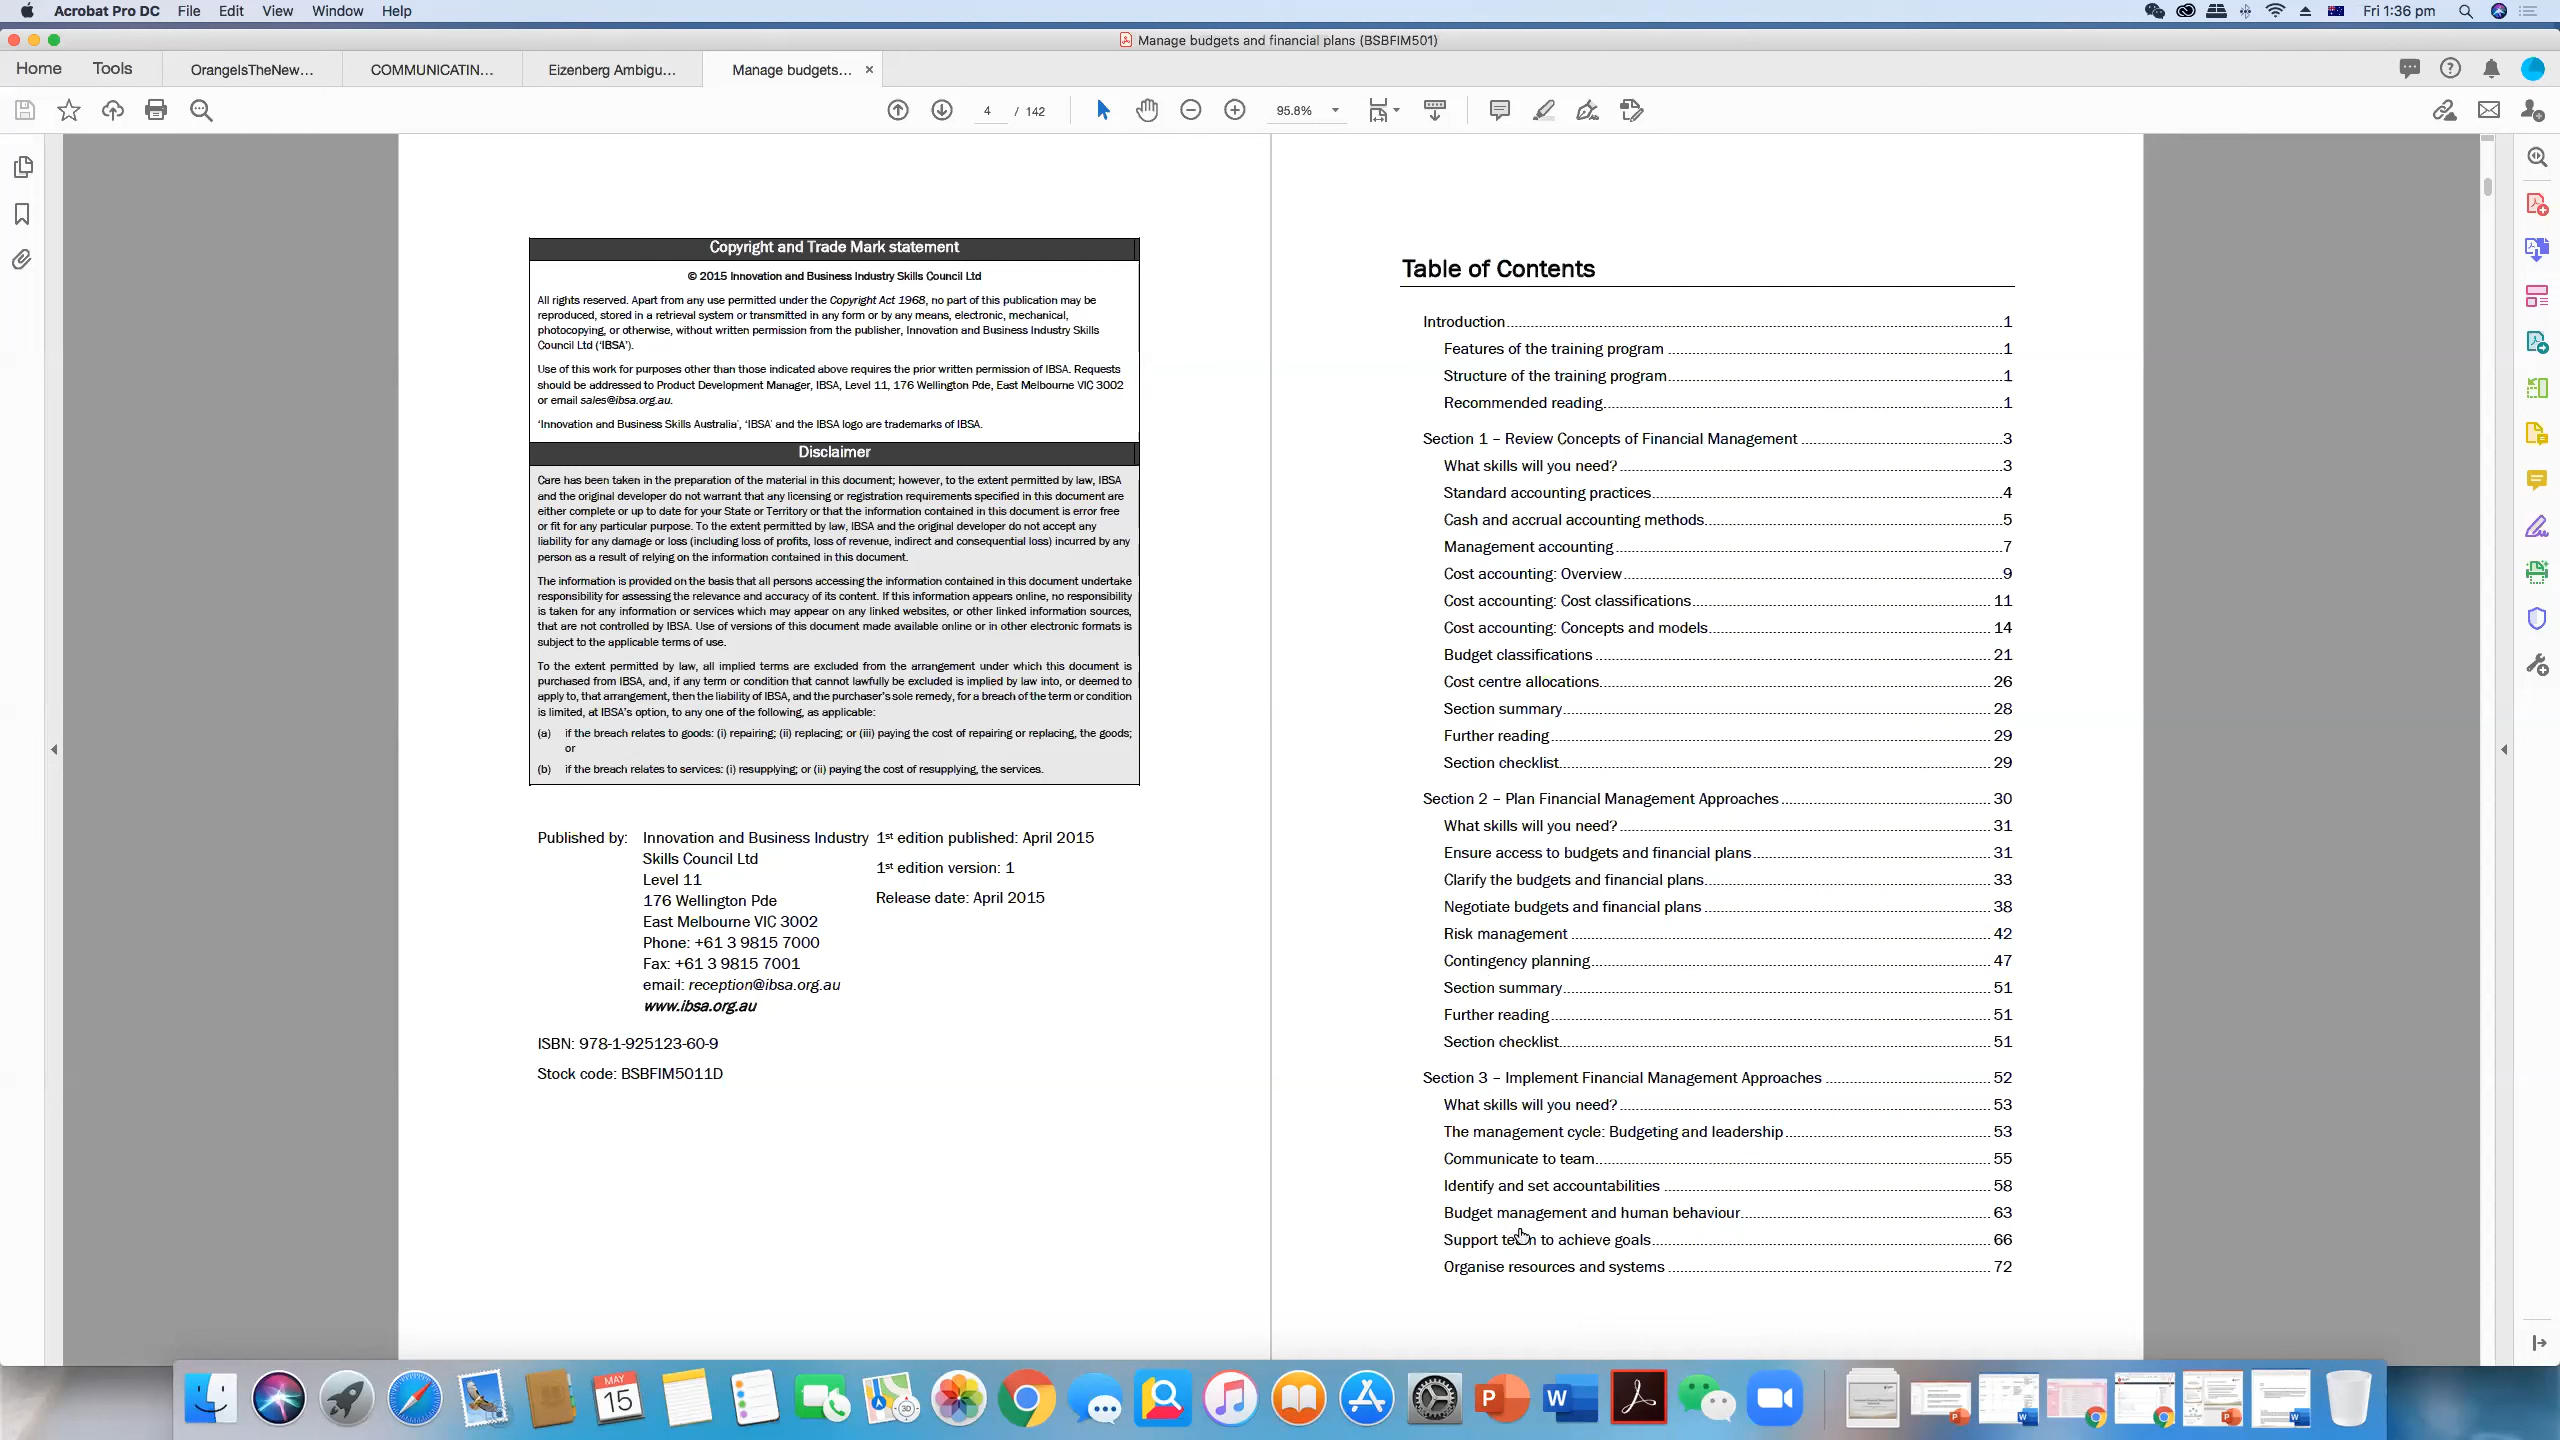 Acrobat Pro DC File Edit View Window Help
Fri 1:36 pm
Manage budgets and financial plans (BSBFIM501)
Home Tools OrangeIsTheNew... COMMUNICATIN... Eizenberg Ambigu... Manage budgets... ×
4 / 142 95.8%
Copyright and Trade Mark statement
© 2015 Innovation and Business Industry Skills Council Ltd
All rights reserved. Apart from any use permitted under the Copyright Act 1968, no part of this publication may be
reproduced, stored in a retrieval system or transmitted in any form or by any means, electronic, mechanical,
photocopying, or otherwise, without written permission from the publisher, Innovation and Business Industry Skills
Council Ltd ('IBSA').
Use of this work for purposes other than those indicated above requires the prior written permission of IBSA. Requests
should be addressed to Product Development Manager, IBSA, Level 11, 176 Wellington Pde, East Melbourne VIC 3002
or email sales@ibsa.org.au.
'Innovation and Business Skills Australia', 'IBSA' and the IBSA logo are trademarks of IBSA.
Disclaimer
Care has been taken in the preparation of the material in this document; however, to the extent permitted by law, IBSA
and the original developer do not warrant that any licensing or registration requirements specified in this document are
either complete or up to date for your State or Territory or that the information contained in this document is error free
or fit for any particular purpose. To the extent permitted by law, IBSA and the original developer do not accept any
liability for any damage or loss (including loss of profits, loss of revenue, indirect and consequential loss) incurred by any
person as a result of relying on the information contained in this document.
The information is provided on the basis that all persons accessing the information contained in this document undertake
responsibility for assessing the relevance and accuracy of its content. If this information appears online, no responsibility
is taken for any information or services which may appear on any linked websites, or other linked information sources,
that are not controlled by IBSA. Use of versions of this document made available online or in other electronic formats is
subject to the applicable terms of use.
To the extent permitted by law, all implied terms are excluded from the arrangement under which this document is
purchased from IBSA, and, if any term or condition that cannot lawfully be excluded is implied by law into, or deemed to
apply to, that arrangement, then the liability of IBSA, and the purchaser's sole remedy, for a breach of the term or condition
is limited, at IBSA's option, to any one of the following, as applicable:
(a) if the breach relates to goods: (i) repairing; (ii) replacing; or (iii) paying the cost of repairing or replacing, the goods;
or
(b) if the breach relates to services: (i) resupplying; or (ii) paying the cost of resupplying, the services.
Published by: Innovation and Business Industry
Skills Council Ltd
Level 11
176 Wellington Pde
East Melbourne VIC 3002
Phone: +61 3 9815 7000
Fax: +61 3 9815 7001
email: reception@ibsa.org.au
www.ibsa.org.au
1st edition published: April 2015
1st edition version: 1
Release date: April 2015
ISBN: 978-1-925123-60-9
Stock code: BSBFIM5011D
Table of Contents
Introduction 1
Features of the training program 1
Structure of the training program 1
Recommended reading 1
Section 1 – Review Concepts of Financial Management 3
What skills will you need? 3
Standard accounting practices 4
Cash and accrual accounting methods 5
Management accounting 7
Cost accounting: Overview 9
Cost accounting: Cost classifications 11
Cost accounting: Concepts and models 14
Budget classifications 21
Cost centre allocations 26
Section summary 28
Further reading 29
Section checklist 29
Section 2 – Plan Financial Management Approaches 30
What skills will you need? 31
Ensure access to budgets and financial plans 31
Clarify the budgets and financial plans 33
Negotiate budgets and financial plans 38
Risk management 42
Contingency planning 47
Section summary 51
Further reading 51
Section checklist 51
Section 3 – Implement Financial Management Approaches 52
What skills will you need? 53
The management cycle: Budgeting and leadership 53
Communicate to team 55
Identify and set accountabilities 58
Budget management and human behaviour 63
Support team to achieve goals 66
Organise resources and systems 72
MAY
15
3D
P
W